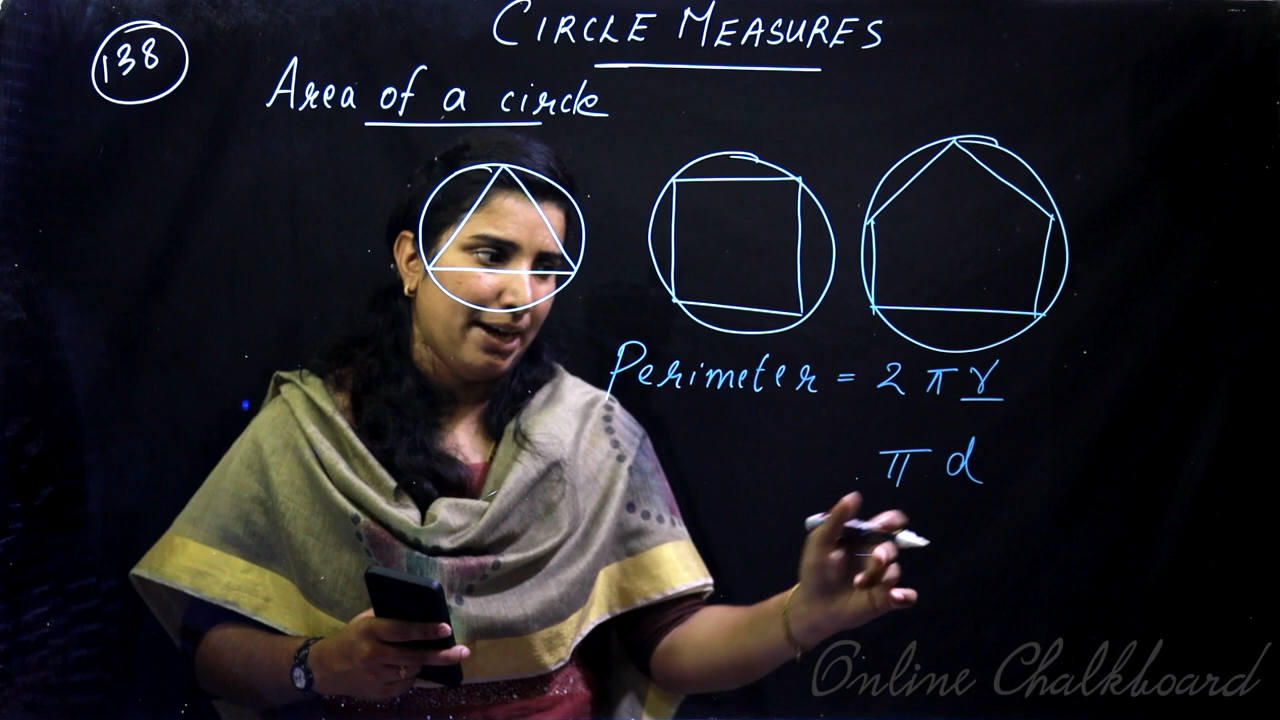 CIRCLE MEASURES
138
Area of a circle
Perimeter = 2 π r
π d
Online Chalkboard